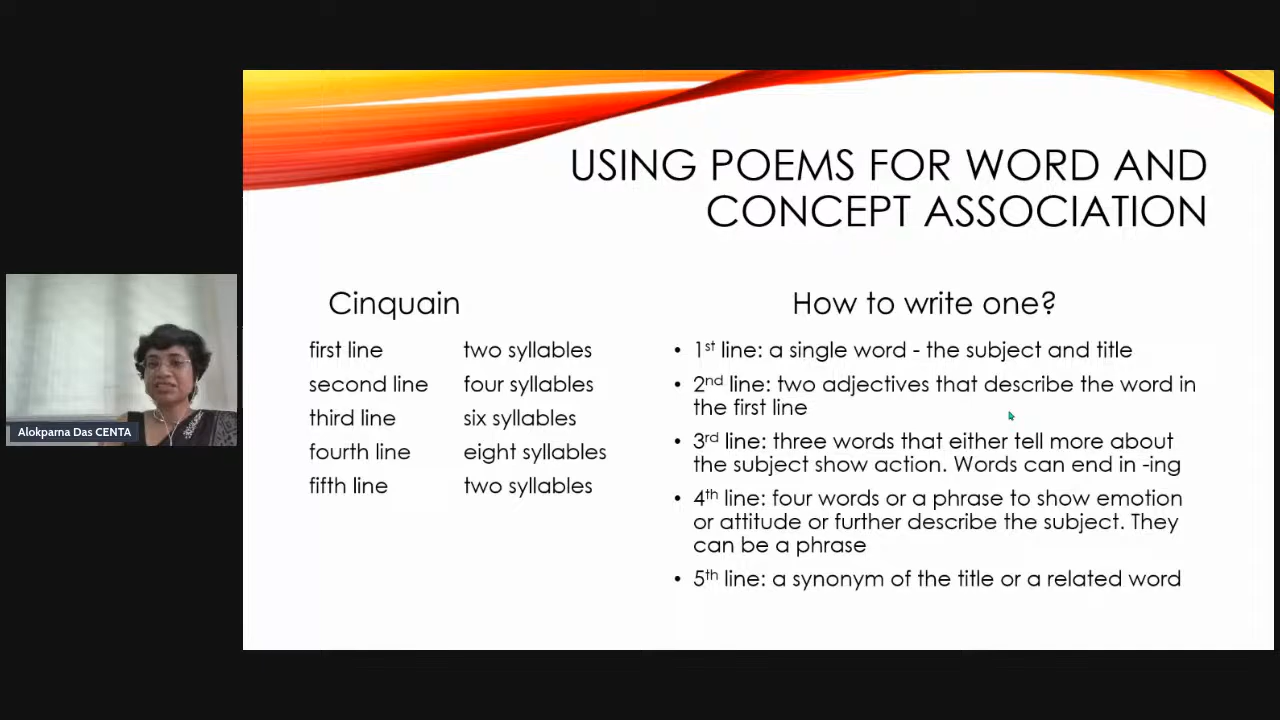 USING POEMS FOR WORD AND
CONCEPT ASSOCIATION
Cinquain
first line two syllables
second line four syllables
third line six syllables
fourth line eight syllables
fifth line two syllables
How to write one?
• 1st line: a single word - the subject and title
• 2nd line: two adjectives that describe the word in
the first line
• 3rd line: three words that either tell more about
the subject show action. Words can end in -ing
• 4th line: four words or a phrase to show emotion
or attitude or further describe the subject. They
can be a phrase
• 5th line: a synonym of the title or a related word
Alokparna Das CENTA